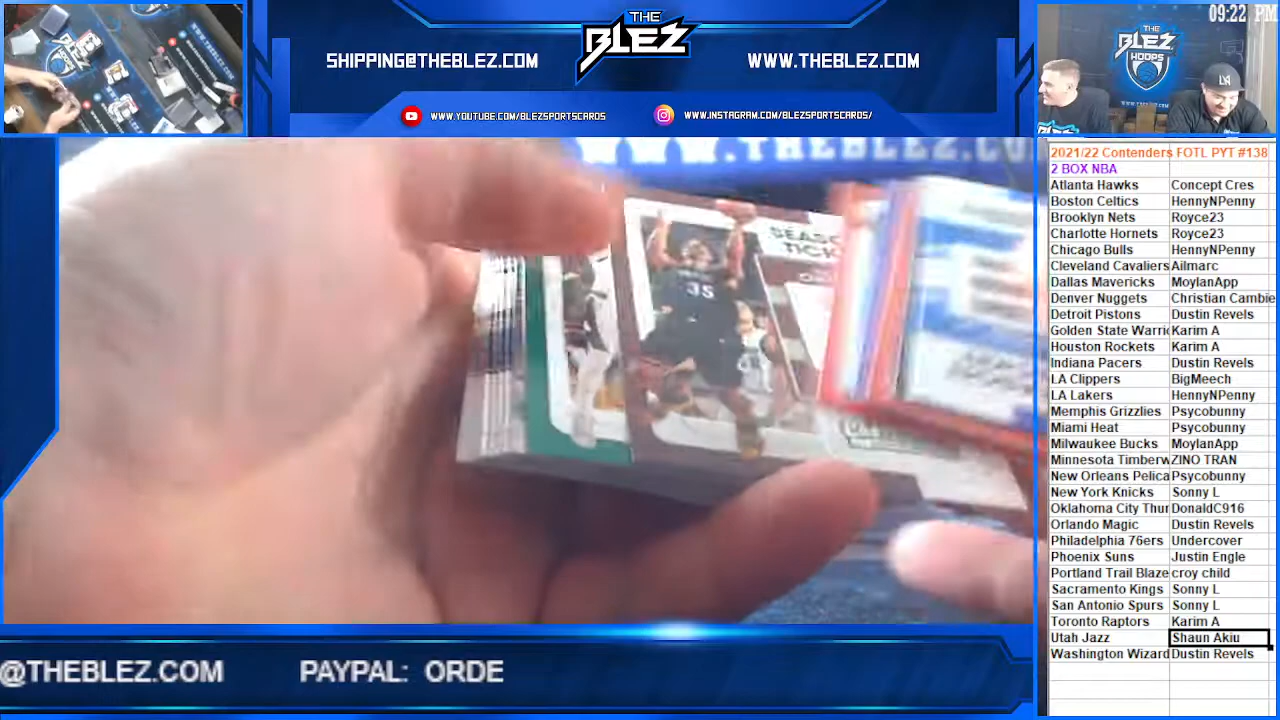 THE
BLEZ
SHIPPING@THEBLEZ.COM
WWW.THEBLEZ.COM
WWW.YOUTUBE.COM/BLEZSPORTSCARDS
WWW.INSTAGRAM.COM/BLEZSPORTSCARDS/
09:22 PM
THE
BLEZ
HOOPS
WWW.THEBLEZ.CO
35
2021/22 Contenders FOTL PYT #138
2 BOX NBA
Atlanta Hawks Concept Cres
Boston Celtics HennyNPenny
Brooklyn Nets Royce23
Charlotte Hornets Royce23
Chicago Bulls HennyNPenny
Cleveland Cavaliers Ailmarc
Dallas Mavericks MoylanApp
Denver Nuggets Christian Cambie
Detroit Pistons Dustin Revels
Golden State Warri Karim A
Houston Rockets Karim A
Indiana Pacers Dustin Revels
LA Clippers BigMeech
LA Lakers HennyNPenny
Memphis Grizzlies Psycobunny
Miami Heat Psycobunny
Milwaukee Bucks MoylanApp
Minnesota Timberw ZINO TRAN
New Orleans Pelica Psycobunny
New York Knicks Sonny L
Oklahoma City Thur DonaldC916
Orlando Magic Dustin Revels
Philadelphia 76ers Undercover
Phoenix Suns Justin Engle
Portland Trail Blaze croy child
Sacramento Kings Sonny L
San Antonio Spurs Sonny L
Toronto Raptors Karim A
Utah Jazz Shaun Akiu
Washington Wizard Dustin Revels
@THEBLEZ.COM PAYPAL: ORDE